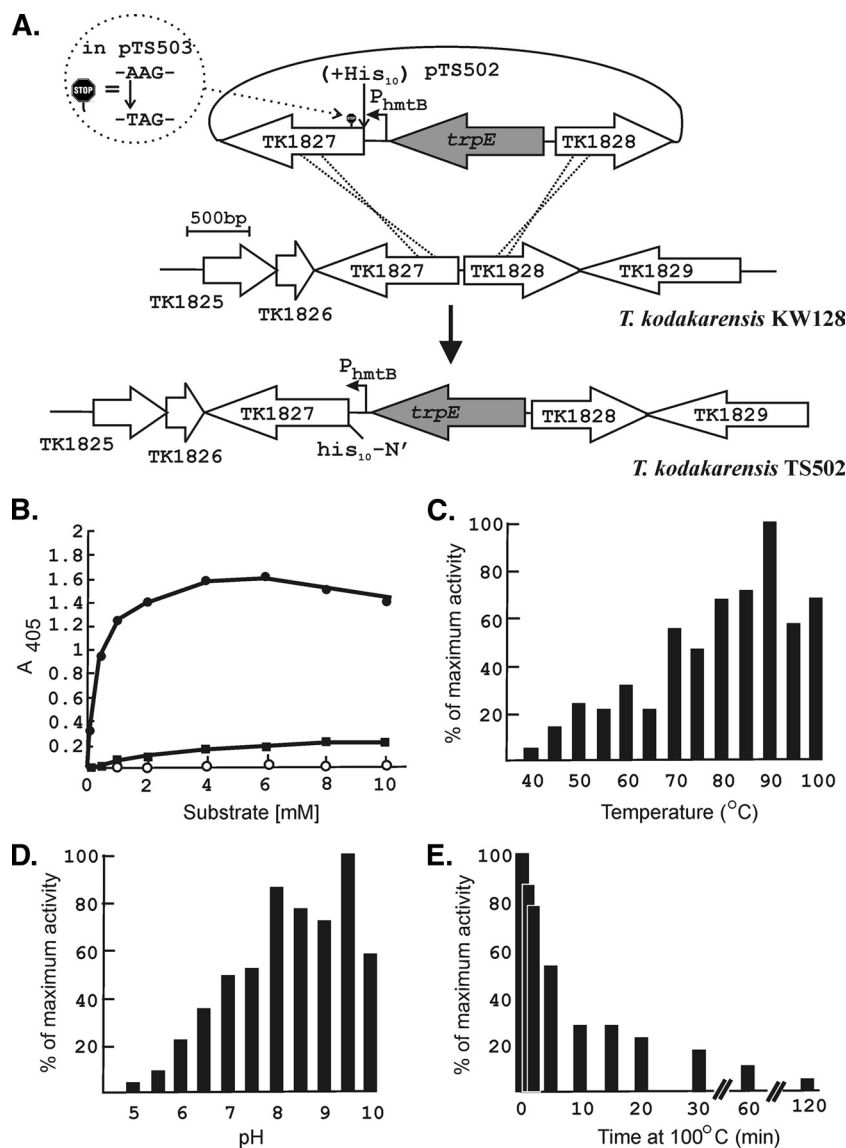 A.
in pTS503
-AAG-
STOP =
-TAG-
(+His10) pTS502
PhmtB
TK1827 trpE TK1828
500bp
TK1825 TK1826 TK1827 TK1828 TK1829
T. kodakarensis KW128
PhmtB
TK1825 TK1826 TK1827 trpE TK1828 TK1829
his10-N'
T. kodakarensis TS502
B.
A 405
2
1.8
1.6
1.4
1.2
1
0.8
0.6
0.4
0.2
0 2 4 6 8 10
Substrate [mM]
C.
% of maximum activity
100
80
60
40
20
40 50 60 70 80 90 100
Temperature (°C)
D.
% of maximum activity
100
80
60
40
20
5 6 7 8 9 10
pH
E.
% of maximum activity
100
80
60
40
20
0 10 20 30 60 120
Time at 100°C (min)